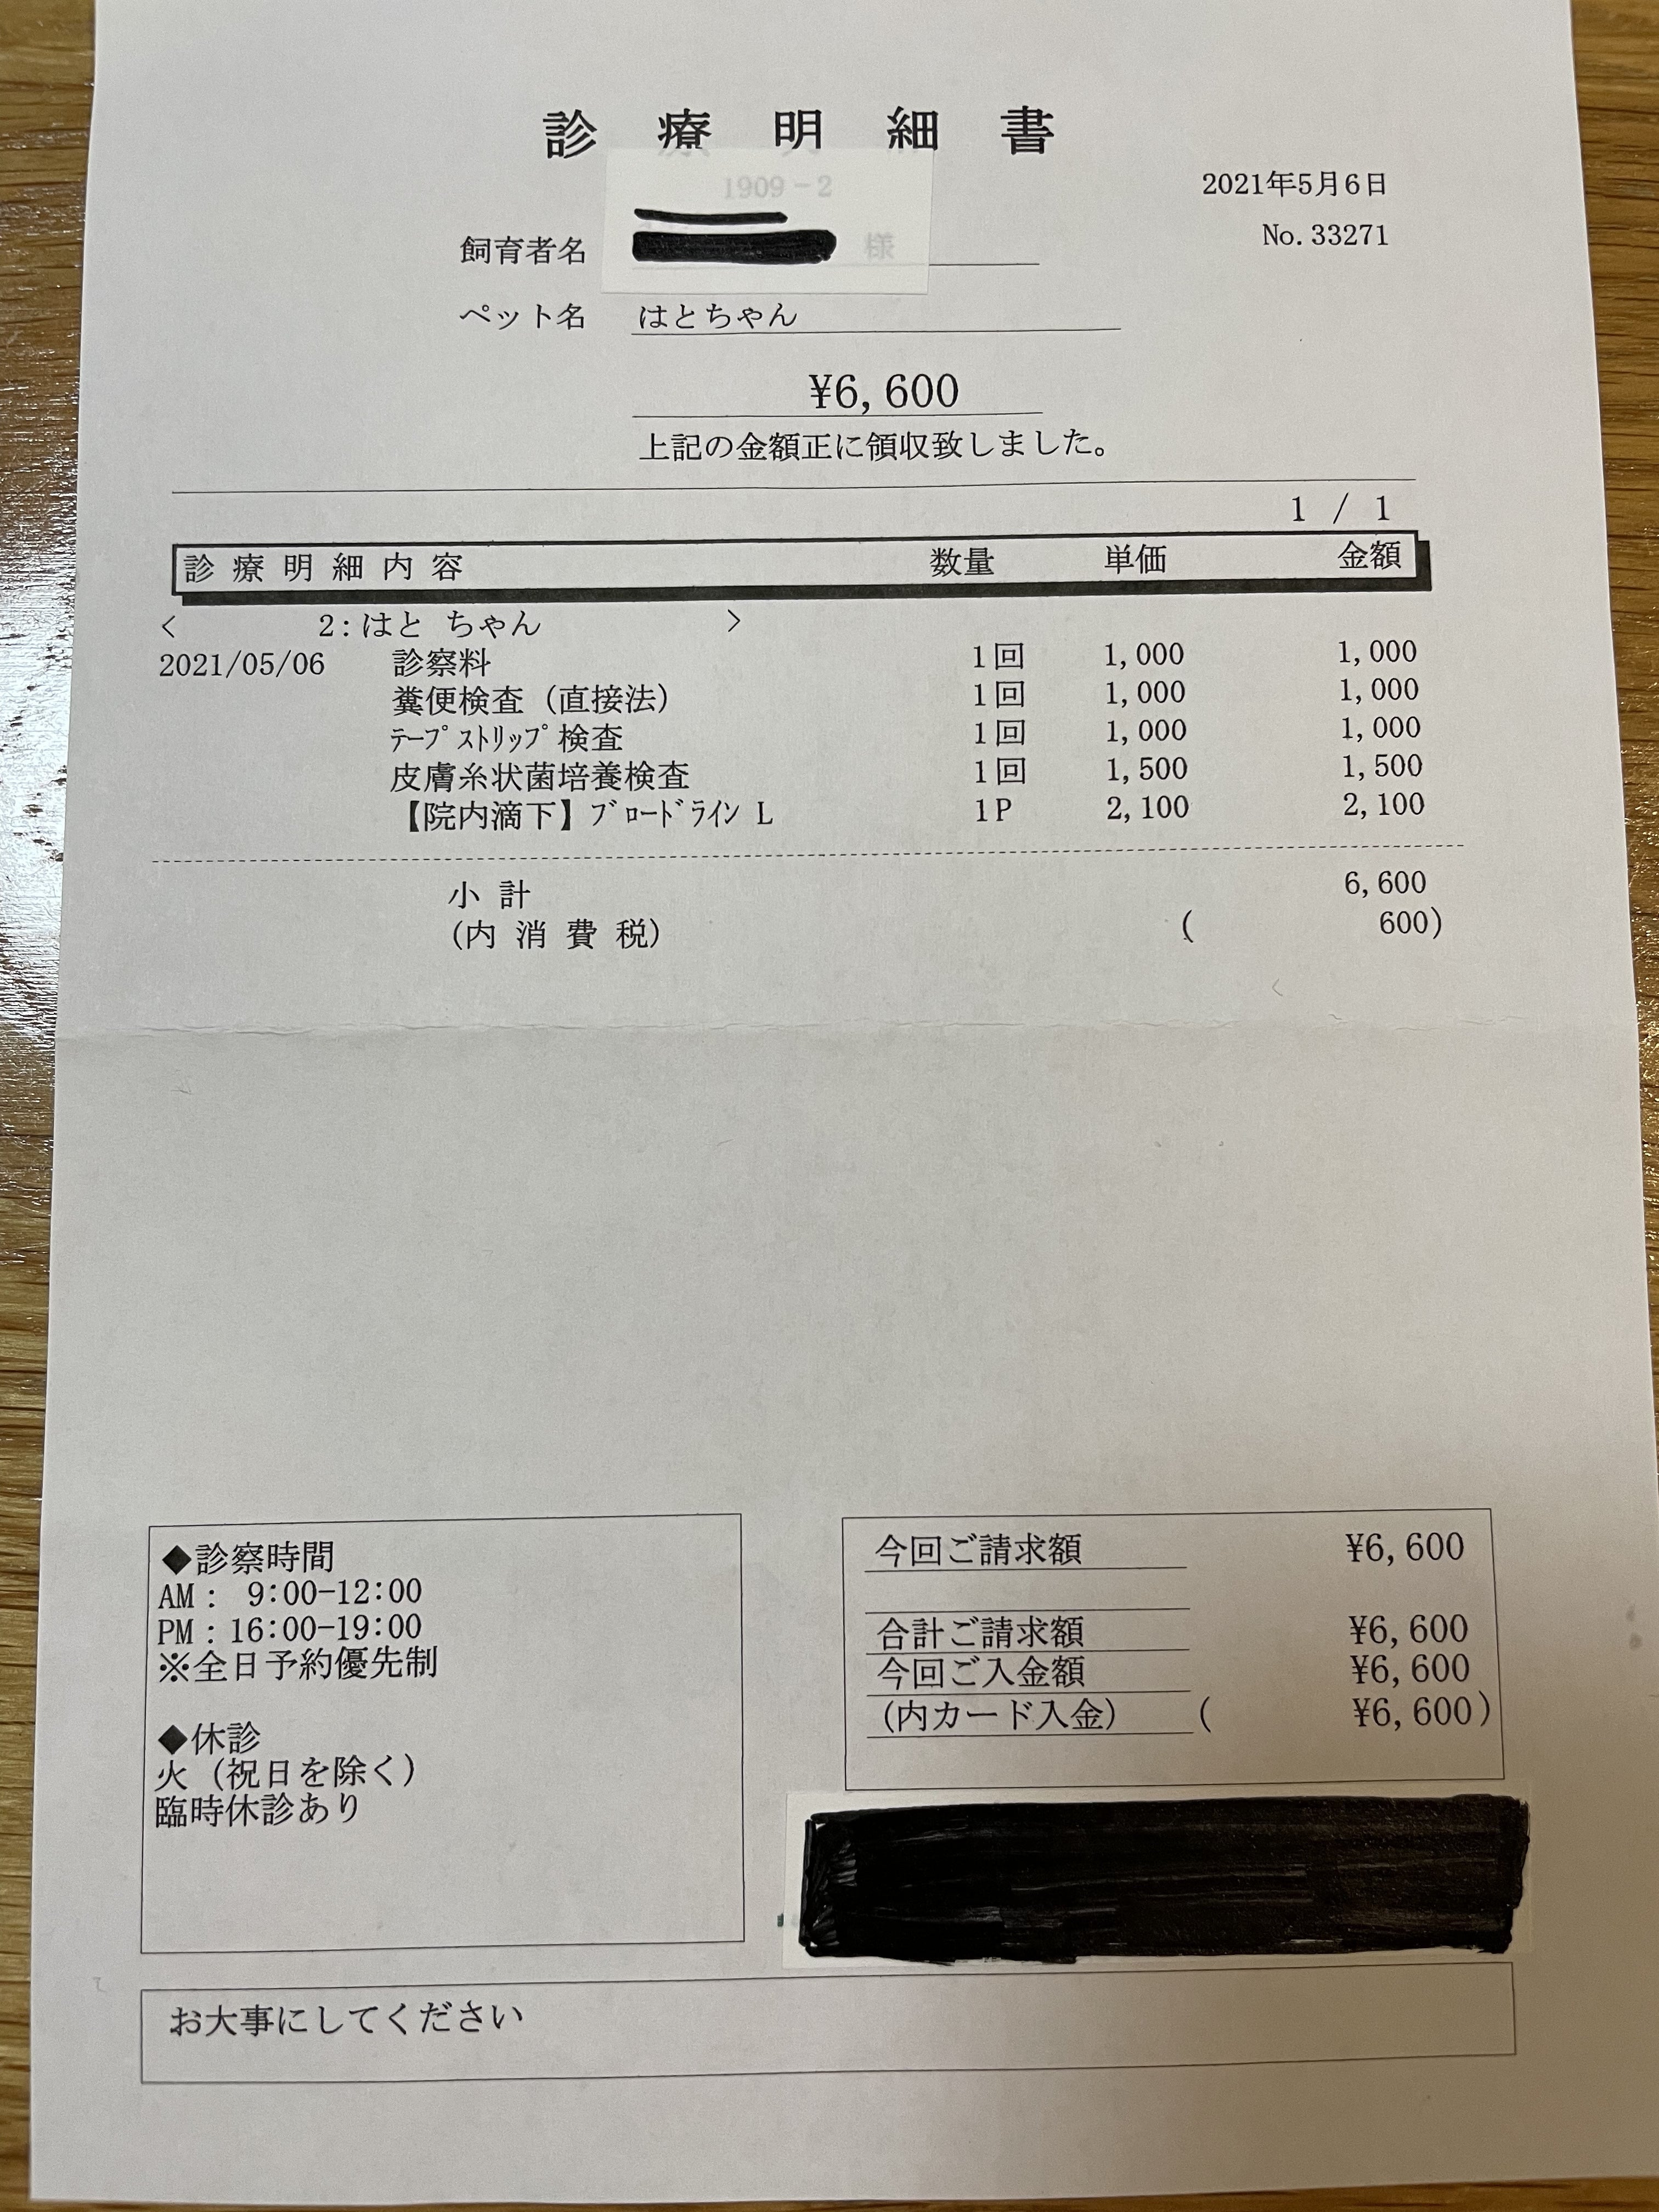 診療明細書
1909-2
2021年5月6日
No.33271
飼育者名 様
ペット名 はとちゃん
¥6,600
上記の金額正に領収致しました。
1 / 1
診療明細内容 数量 単価 金額
< 2:はと ちゃん >
2021/05/06 診察料 1回 1,000 1,000
糞便検査(直接法) 1回 1,000 1,000
ﾃｰﾌﾟｽﾄﾘｯﾌﾟ検査 1回 1,000 1,000
皮膚糸状菌培養検査 1回 1,500 1,500
【院内滴下】ﾌﾞﾛｰﾄﾞﾗｲﾝ L 1P 2,100 2,100
小計 6,600
(内消費税) ( 600)
◆診察時間
AM: 9:00-12:00
PM:16:00-19:00
※全日予約優先制
◆休診
火(祝日を除く)
臨時休診あり
今回ご請求額 ¥6,600
合計ご請求額 ¥6,600
今回ご入金額 ¥6,600
(内カード入金) ( ¥6,600)
お大事にしてください